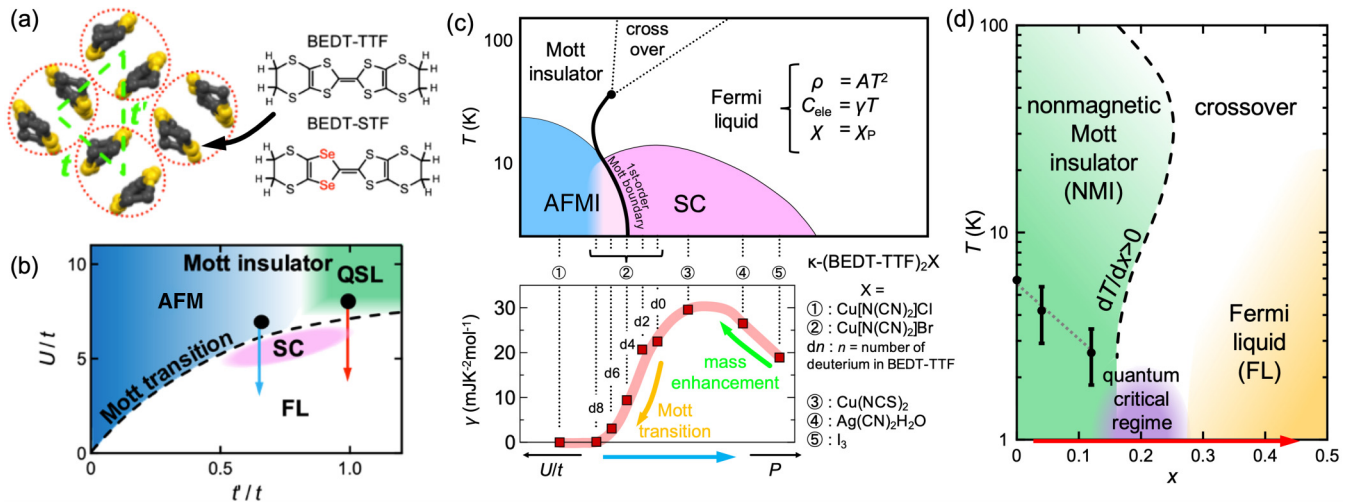 (a)
BEDT-TTF
H H S S S S H H
H H S S S S H H
t'
t
BEDT-STF
H H S Se S S H H
H H S Se S S H H
(b)
10
5
0
U/t
Mott insulator
QSL
AFM
SC
Mott transition
FL
0
0.5
1.0
t'/t
(c)
100
10
T (K)
Mott
insulator
cross
over
Fermi
liquid
ρ = AT²
Cele = γT
χ = χP
AFMI
1st-order
Mott boundary
SC
① ② ③ ④ ⑤
κ-(BEDT-TTF)₂X
X =
① : Cu[N(CN)₂]Cl
② : Cu[N(CN)₂]Br
dn : n = number of
deuterium in BEDT-TTF
③ : Cu(NCS)₂
④ : Ag(CN)₂H₂O
⑤ : I₃
30
20
10
0
γ (mJK⁻²mol⁻¹)
d0
d2
d4
d6
d8
mass
enhancement
Mott
transition
U/t
P
(d)
100
10
1
T (K)
nonmagnetic
Mott
insulator
(NMI)
crossover
dT/dx>0
Fermi
liquid
(FL)
quantum
critical
regime
0
0.1
0.2
0.3
0.4
0.5
x